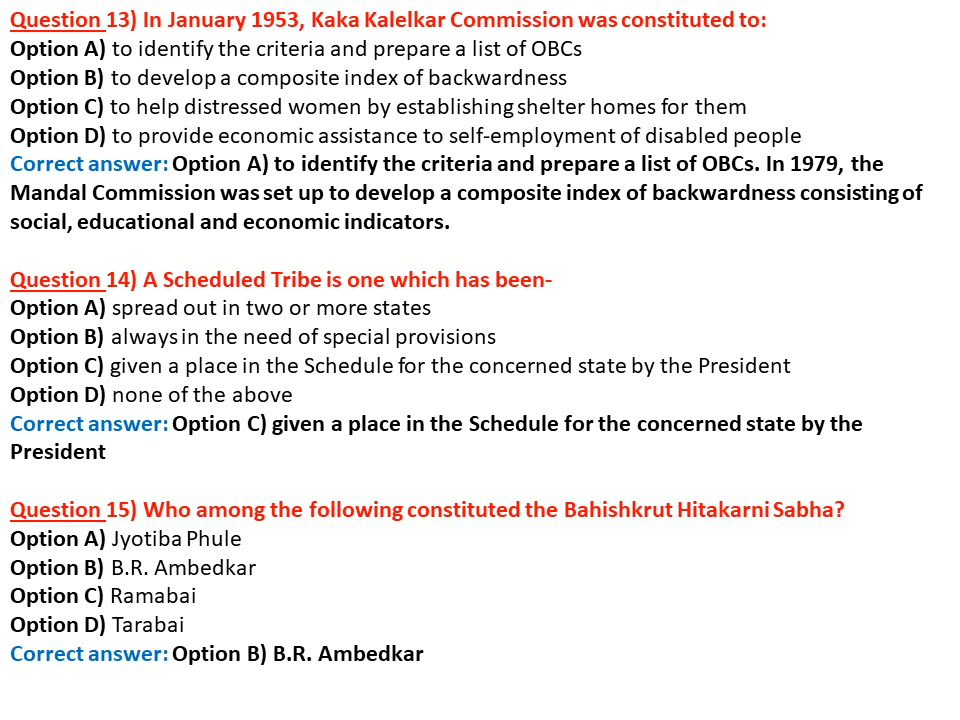 Question 13) In January 1953, Kaka Kalelkar Commission was constituted to:
Option A) to identify the criteria and prepare a list of OBCs
Option B) to develop a composite index of backwardness
Option C) to help distressed women by establishing shelter homes for them
Option D) to provide economic assistance to self-employment of disabled people
Correct answer: Option A) to identify the criteria and prepare a list of OBCs. In 1979, the
Mandal Commission was set up to develop a composite index of backwardness consisting of
social, educational and economic indicators.
Question 14) A Scheduled Tribe is one which has been-
Option A) spread out in two or more states
Option B) always in the need of special provisions
Option C) given a place in the Schedule for the concerned state by the President
Option D) none of the above
Correct answer: Option C) given a place in the Schedule for the concerned state by the
President
Question 15) Who among the following constituted the Bahishkrut Hitakarni Sabha?
Option A) Jyotiba Phule
Option B) B.R. Ambedkar
Option C) Ramabai
Option D) Tarabai
Correct answer: Option B) B.R. Ambedkar